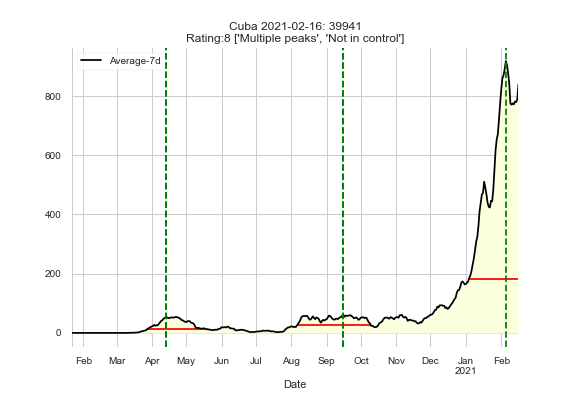 Cuba 2021-02-16: 39941
Rating:8 ['Multiple peaks', 'Not in control']
Average-7d
800
600
400
200
0
Feb Mar Apr May Jun Jul Aug Sep Oct Nov Dec Jan Feb
2021
Date